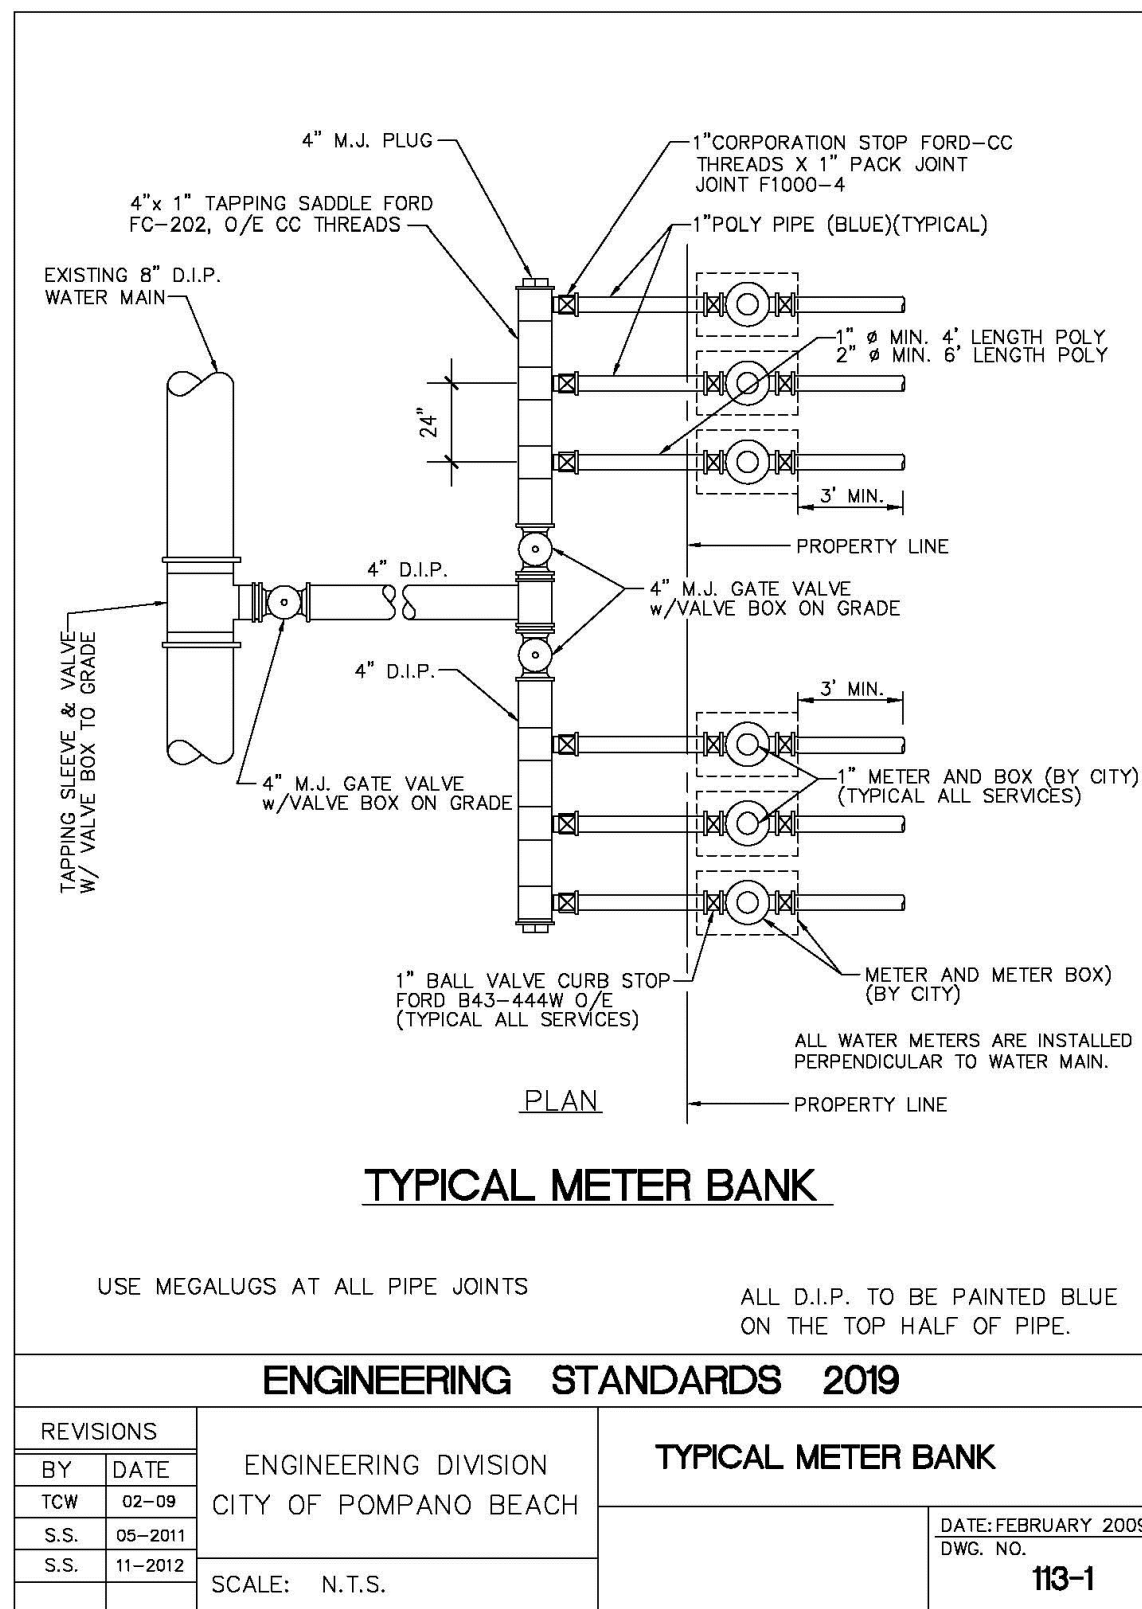 4" M.J. PLUG
1"CORPORATION STOP FORD-CC
THREADS X 1" PACK JOINT
JOINT F1000-4
4"x 1" TAPPING SADDLE FORD
FC-202, O/E CC THREADS
1"POLY PIPE (BLUE)(TYPICAL)
EXISTING 8" D.I.P.
WATER MAIN
1" ø MIN. 4' LENGTH POLY
2" ø MIN. 6' LENGTH POLY
24"
3' MIN.
PROPERTY LINE
4" D.I.P.
4" M.J. GATE VALVE
w/VALVE BOX ON GRADE
TAPPING SLEEVE & VALVE
W/ VALVE BOX TO GRADE
4" D.I.P.
3' MIN.
4" M.J. GATE VALVE
w/VALVE BOX ON GRADE
1" METER AND BOX (BY CITY)
(TYPICAL ALL SERVICES)
1" BALL VALVE CURB STOP
FORD B43-444W O/E
(TYPICAL ALL SERVICES)
METER AND METER BOX)
(BY CITY)
ALL WATER METERS ARE INSTALLED
PERPENDICULAR TO WATER MAIN.
PLAN
PROPERTY LINE
TYPICAL METER BANK
USE MEGALUGS AT ALL PIPE JOINTS
ALL D.I.P. TO BE PAINTED BLUE
ON THE TOP HALF OF PIPE.
ENGINEERING STANDARDS 2019
REVISIONS
BY DATE
TCW 02-09
S.S. 05-2011
S.S. 11-2012
ENGINEERING DIVISION
CITY OF POMPANO BEACH
SCALE: N.T.S.
TYPICAL METER BANK
DATE: FEBRUARY 2009
DWG. NO.
113-1